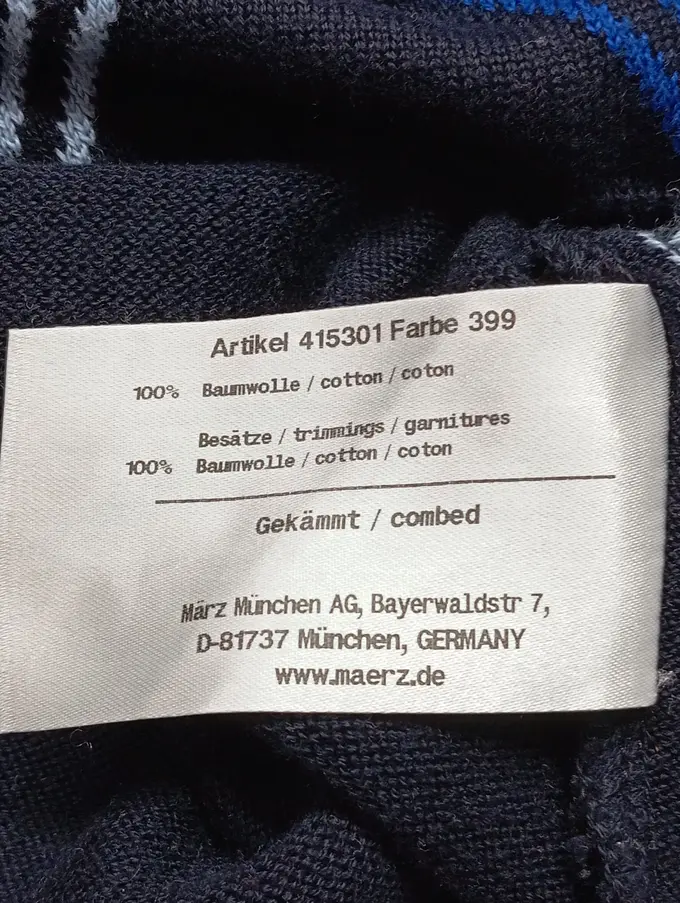 Artikel 415301 Farbe 399
100% Baumwolle / cotton / coton
Besätze / trimmings / garnitures
100% Baumwolle / cotton / coton
Gekämmt / combed
März München AG, Bayerwaldstr 7,
D-81737 München, GERMANY
www.maerz.de